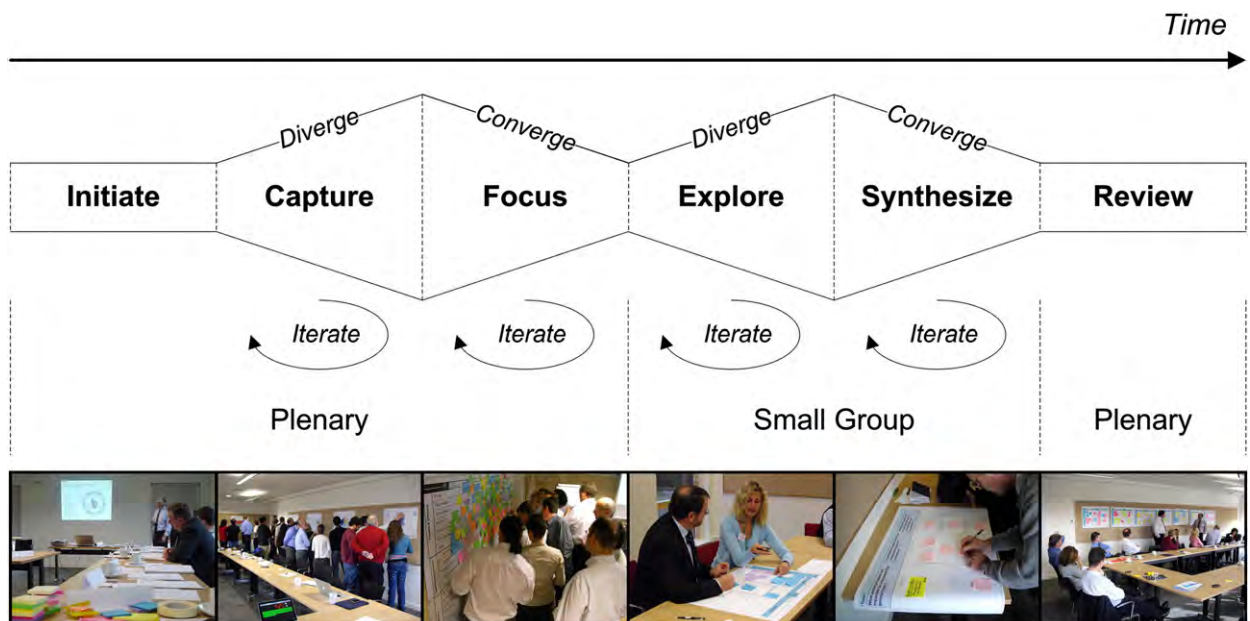 Time
Diverge Converge Diverge Converge
Initiate Capture Focus Explore Synthesize Review
Iterate Iterate Iterate Iterate
Plenary Small Group Plenary